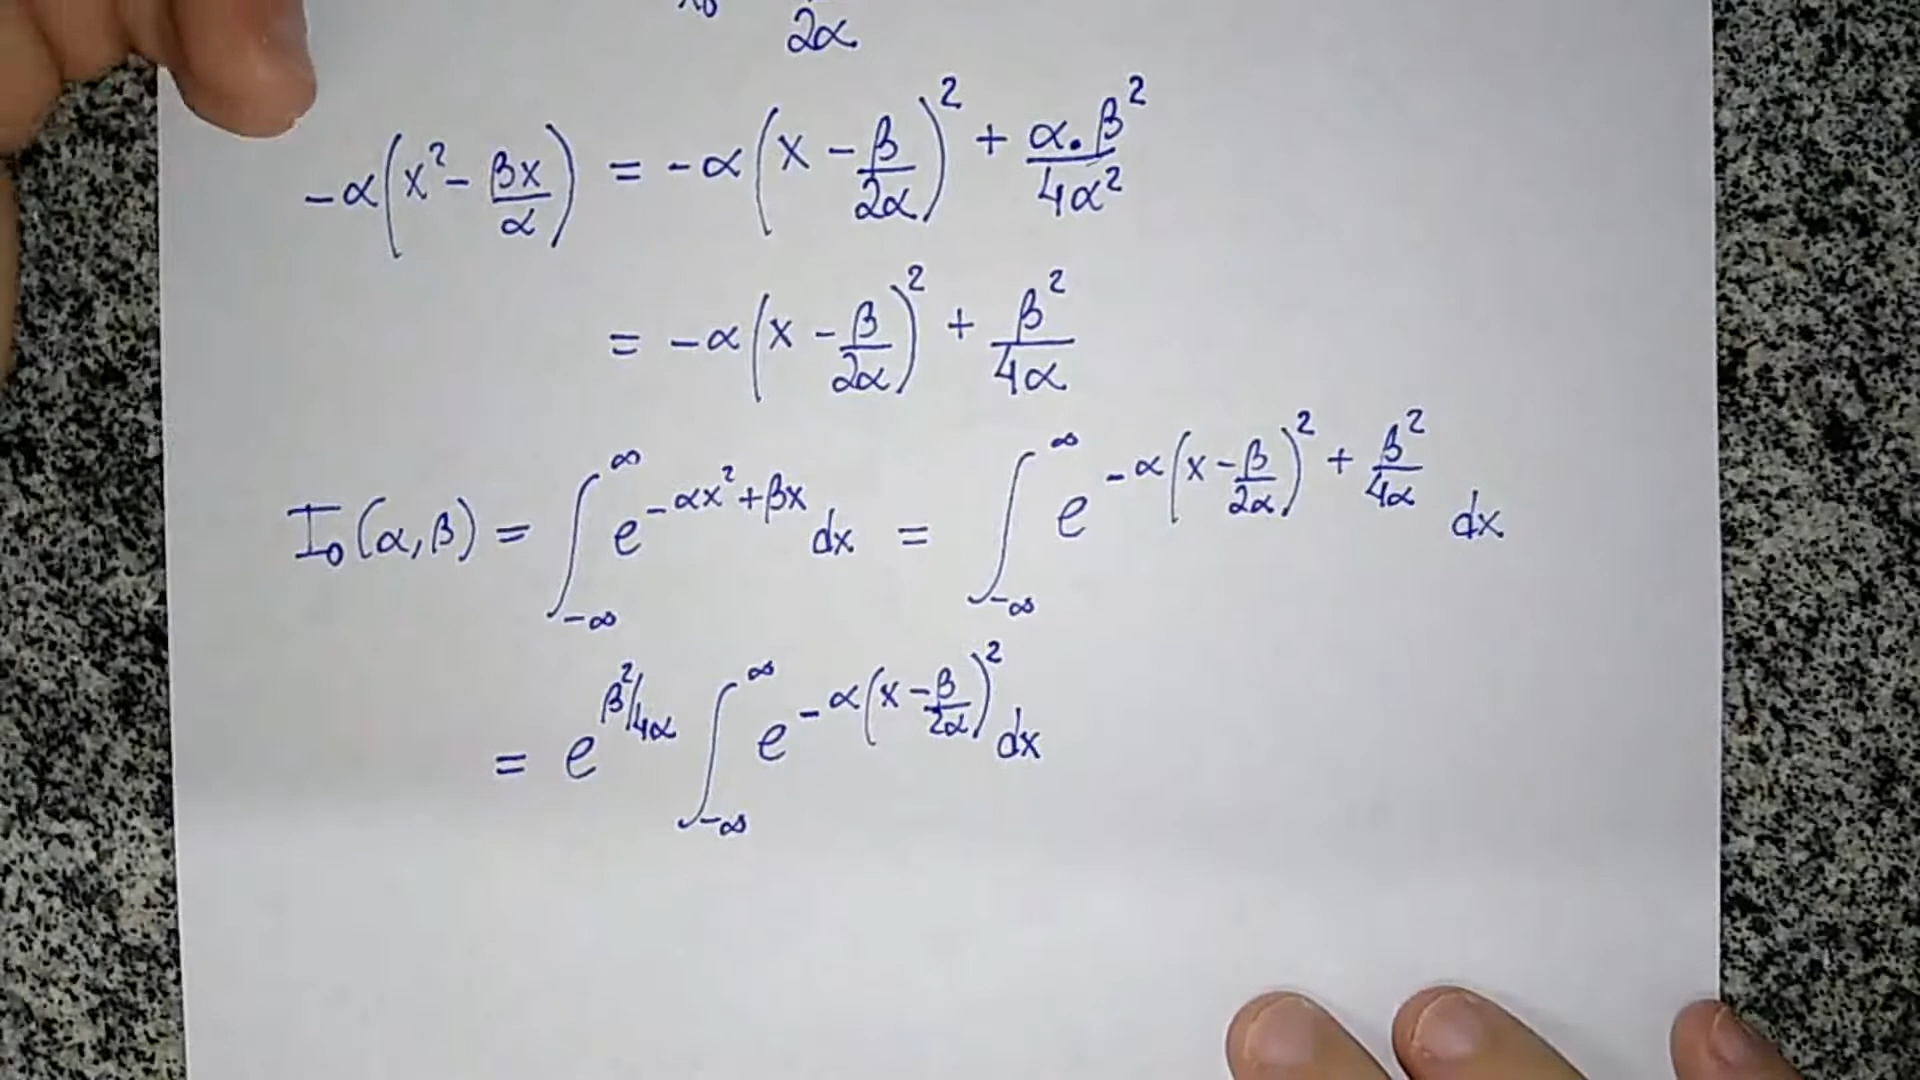 2α
-α(x² - βx/α) = -α(x - β/2α)² + α.β²/4α²
= -α(x - β/2α)² + β²/4α
I₀(α,β) = ∫_{-∞}^{∞} e^{-αx²+βx} dx = ∫_{-∞}^{∞} e^{-α(x-β/2α)² + β²/4α} dx
= e^{β²/4α} ∫_{-∞}^{∞} e^{-α(x-β/2α)²} dx